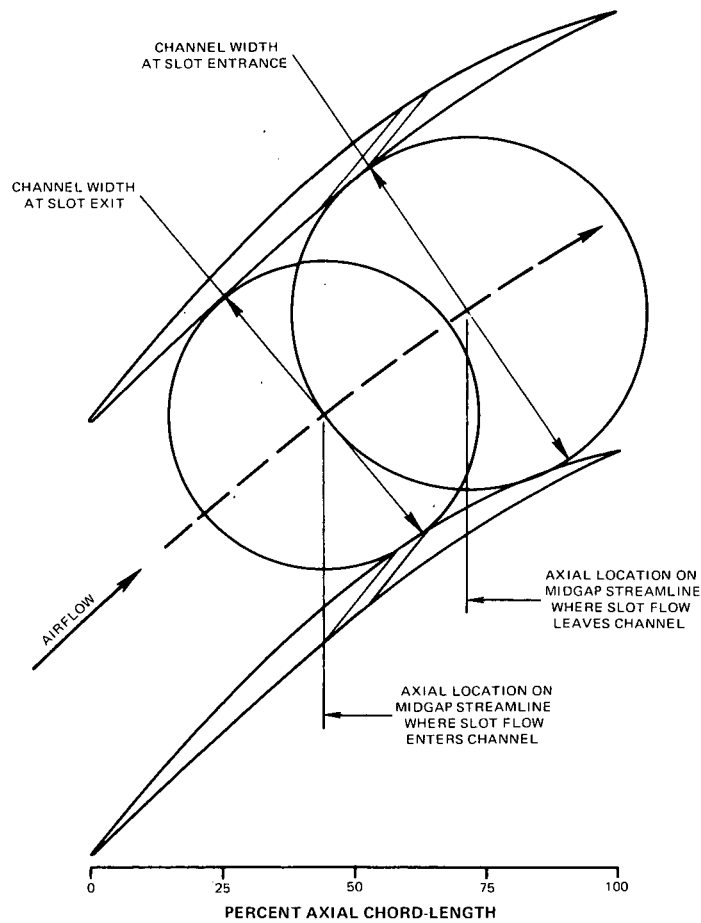 CHANNEL WIDTH
AT SLOT ENTRANCE
CHANNEL WIDTH
AT SLOT EXIT
AIRFLOW
AXIAL LOCATION ON
MIDGAP STREAMLINE
WHERE SLOT FLOW
LEAVES CHANNEL
AXIAL LOCATION ON
MIDGAP STREAMLINE
WHERE SLOT FLOW
ENTERS CHANNEL
0 25 50 75 100
PERCENT AXIAL CHORD-LENGTH